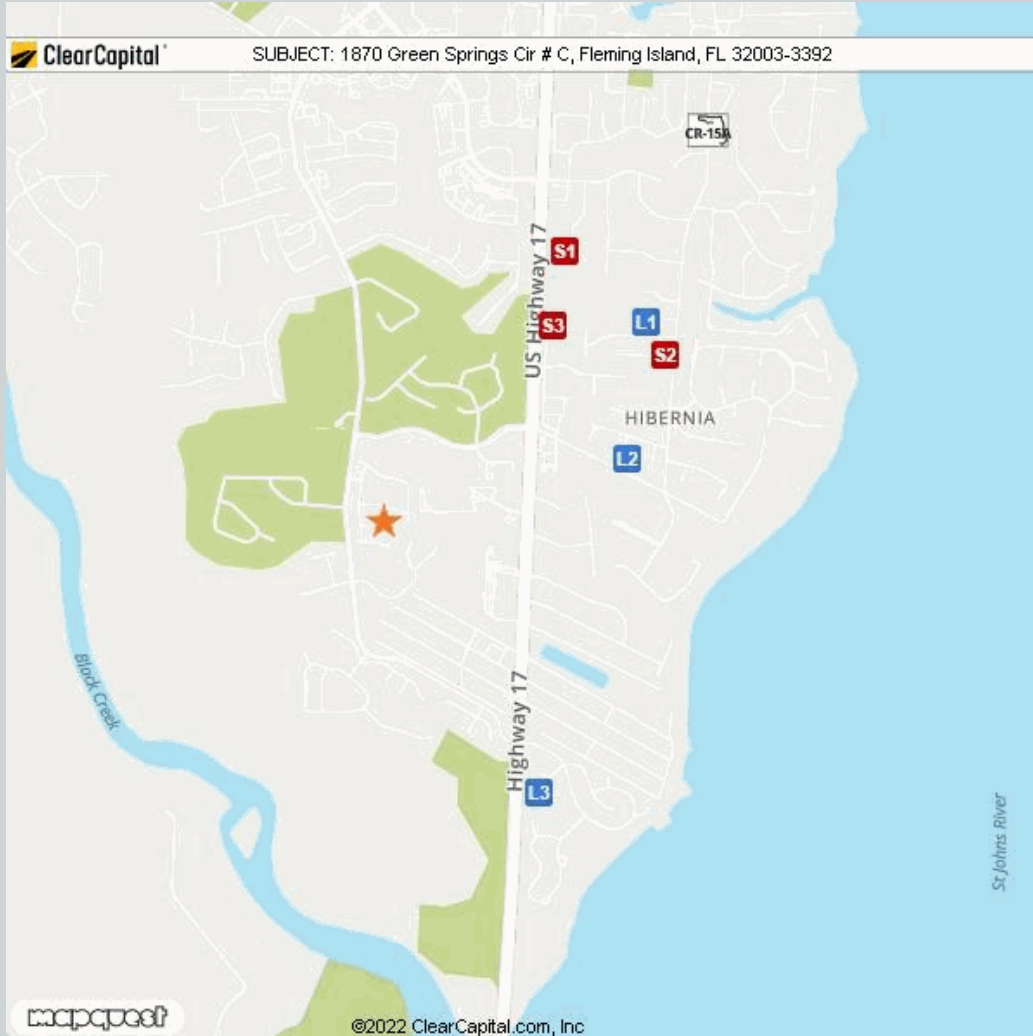 ClearCapital SUBJECT: 1870 Green Springs Cir # C, Fleming Island, FL 32003-3392
CR-15A
US Highway 17
S1
S3
L1
S2
HIBERNIA
L2
Black Creek
Highway 17
L3
St Johns River
mapquest
©2022 ClearCapital.com, Inc